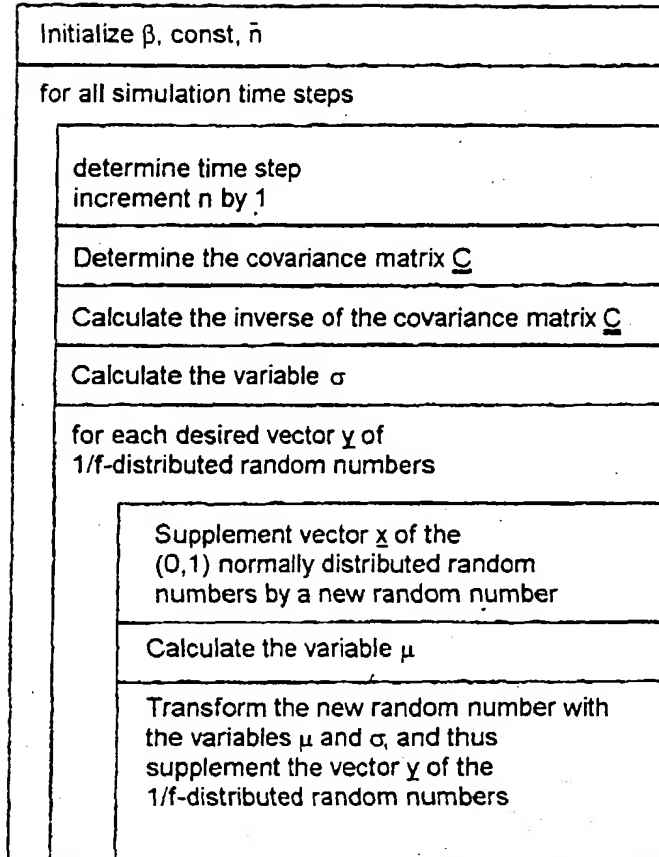 Initialize β, const, n̄
for all simulation time steps
determine time step
increment n by 1
Determine the covariance matrix C̲
Calculate the inverse of the covariance matrix C̲
Calculate the variable σ
for each desired vector y̲ of
1/f-distributed random numbers
Supplement vector x̲ of the
(0,1) normally distributed random
numbers by a new random number
Calculate the variable μ
Transform the new random number with
the variables μ and σ, and thus
supplement the vector y̲ of the
1/f-distributed random numbers